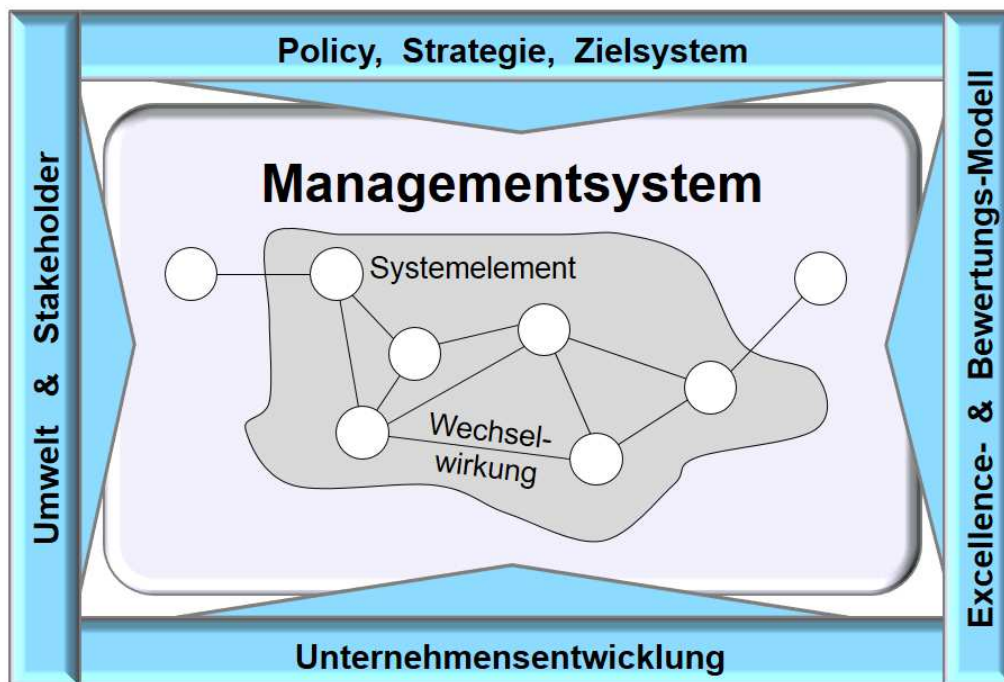 Policy, Strategie, Zielsystem
Umwelt & Stakeholder
Managementsystem
Systemelement
Wechsel-
wirkung
Excellence- & Bewertungs-Modell
Unternehmensentwicklung